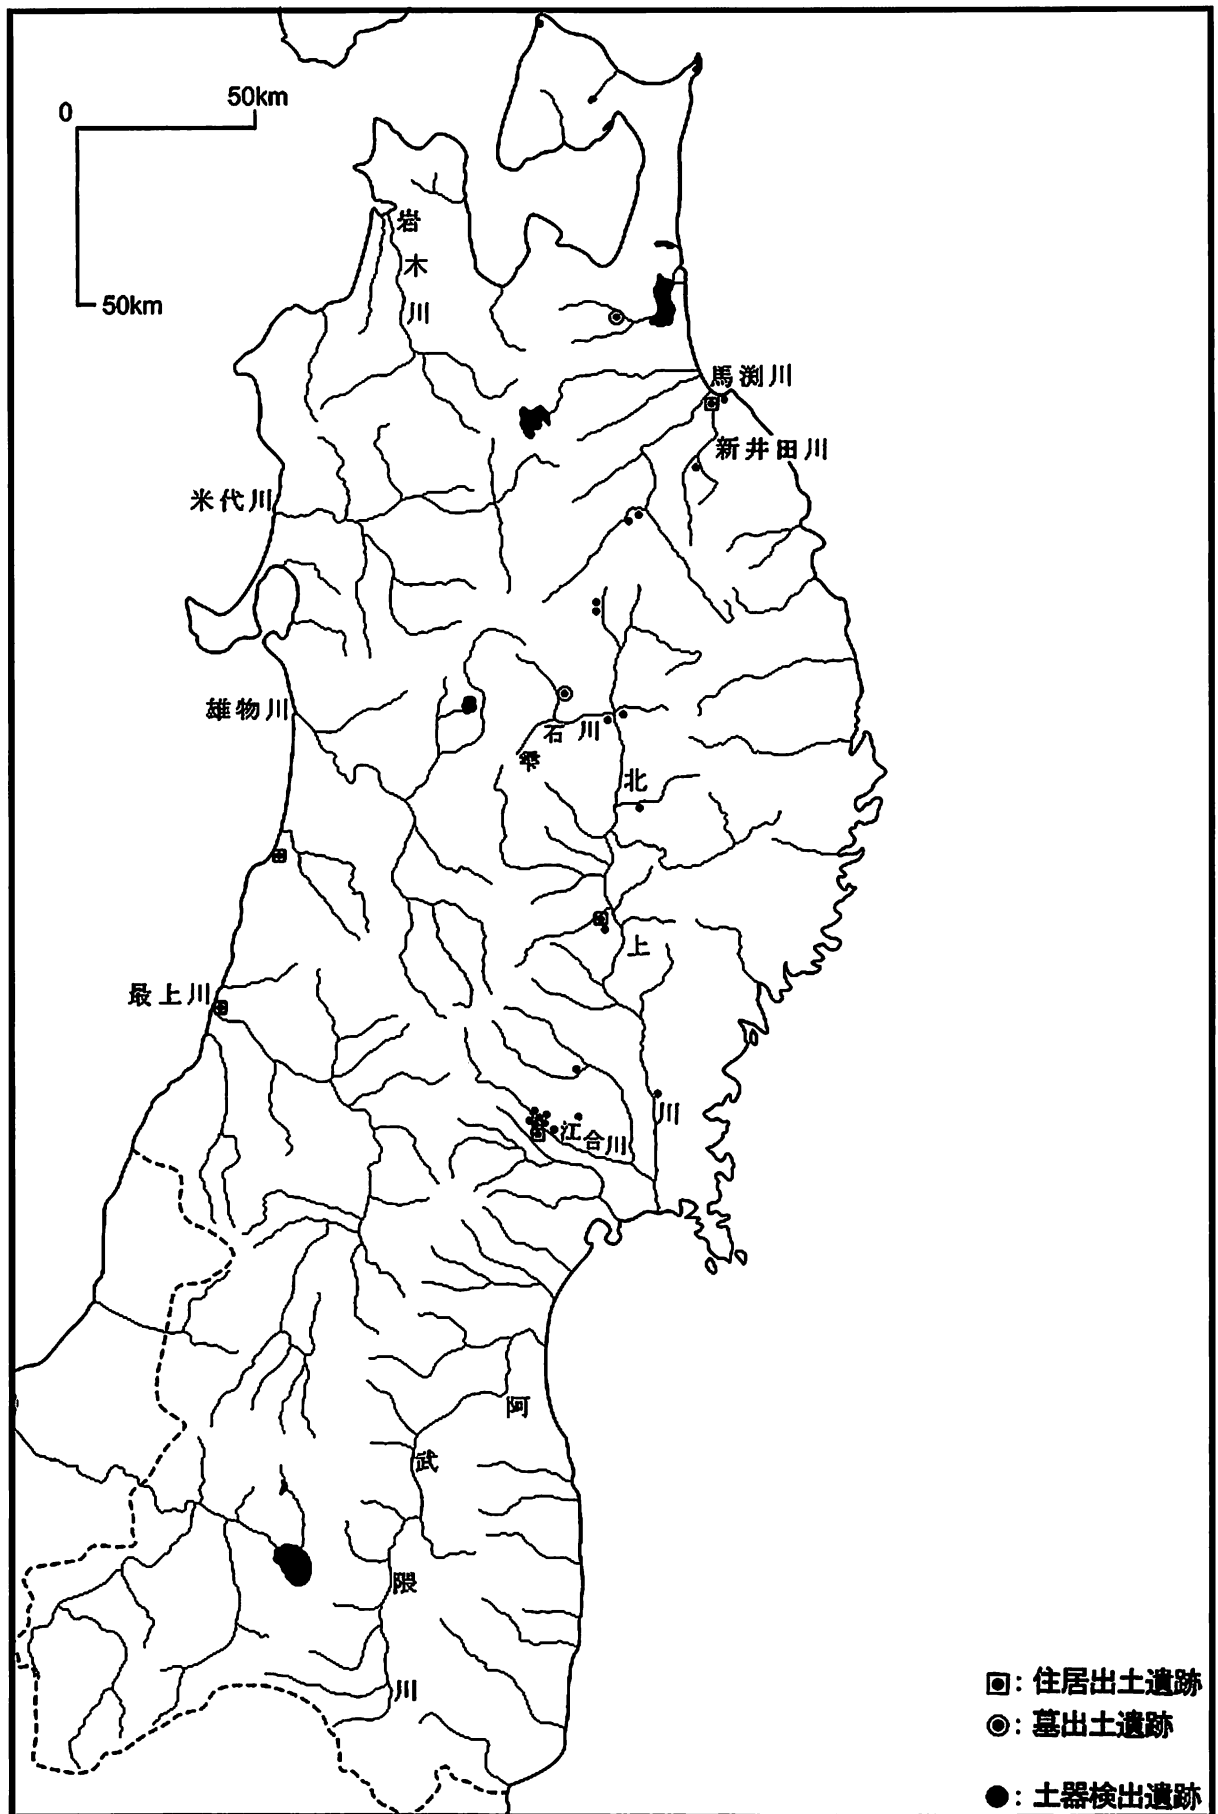 0
50km
50km
岩木川
馬渕川
新井田川
米代川
雄物川
雫石川
北上川
最上川
江合川
阿武隈川
：住居出土遺跡
：墓出土遺跡
：土器検出遺跡